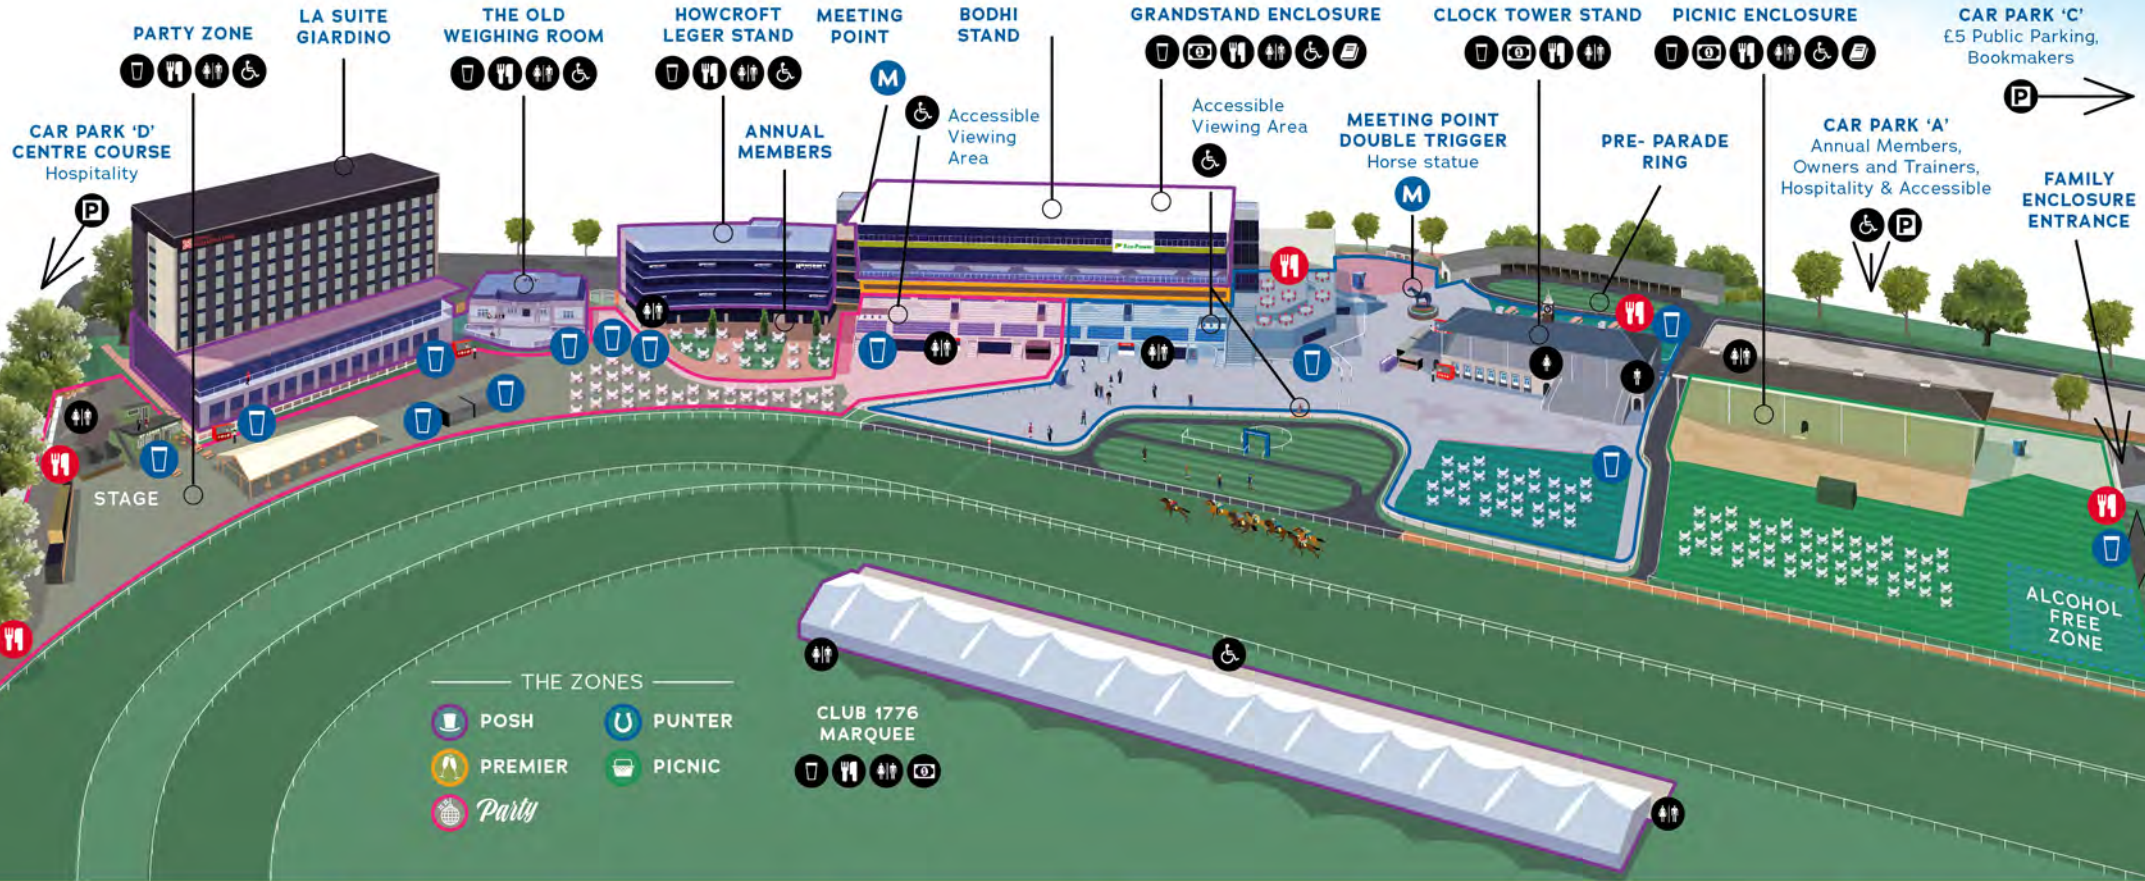 PARTY ZONE
LA SUITE
GIARDINO
THE OLD
WEIGHING ROOM
HOWCROFT
LEGER STAND
MEETING
POINT
M
BODHI
STAND
GRANDSTAND ENCLOSURE
CLOCK TOWER STAND
PICNIC ENCLOSURE
CAR PARK ‘C’
£5 Public Parking,
Bookmakers
P
CAR PARK ‘D’
CENTRE COURSE
Hospitality
P
ANNUAL
MEMBERS
Accessible
Viewing
Area
Accessible
Viewing Area
MEETING POINT
DOUBLE TRIGGER
Horse statue
M
PRE- PARADE
RING
CAR PARK ‘A’
Annual Members,
Owners and Trainers,
Hospitality & Accessible
P
FAMILY
ENCLOSURE
ENTRANCE
STAGE
ALCOHOL
FREE
ZONE
THE ZONES
POSH
PUNTER
PREMIER
PICNIC
Party
CLUB 1776
MARQUEE